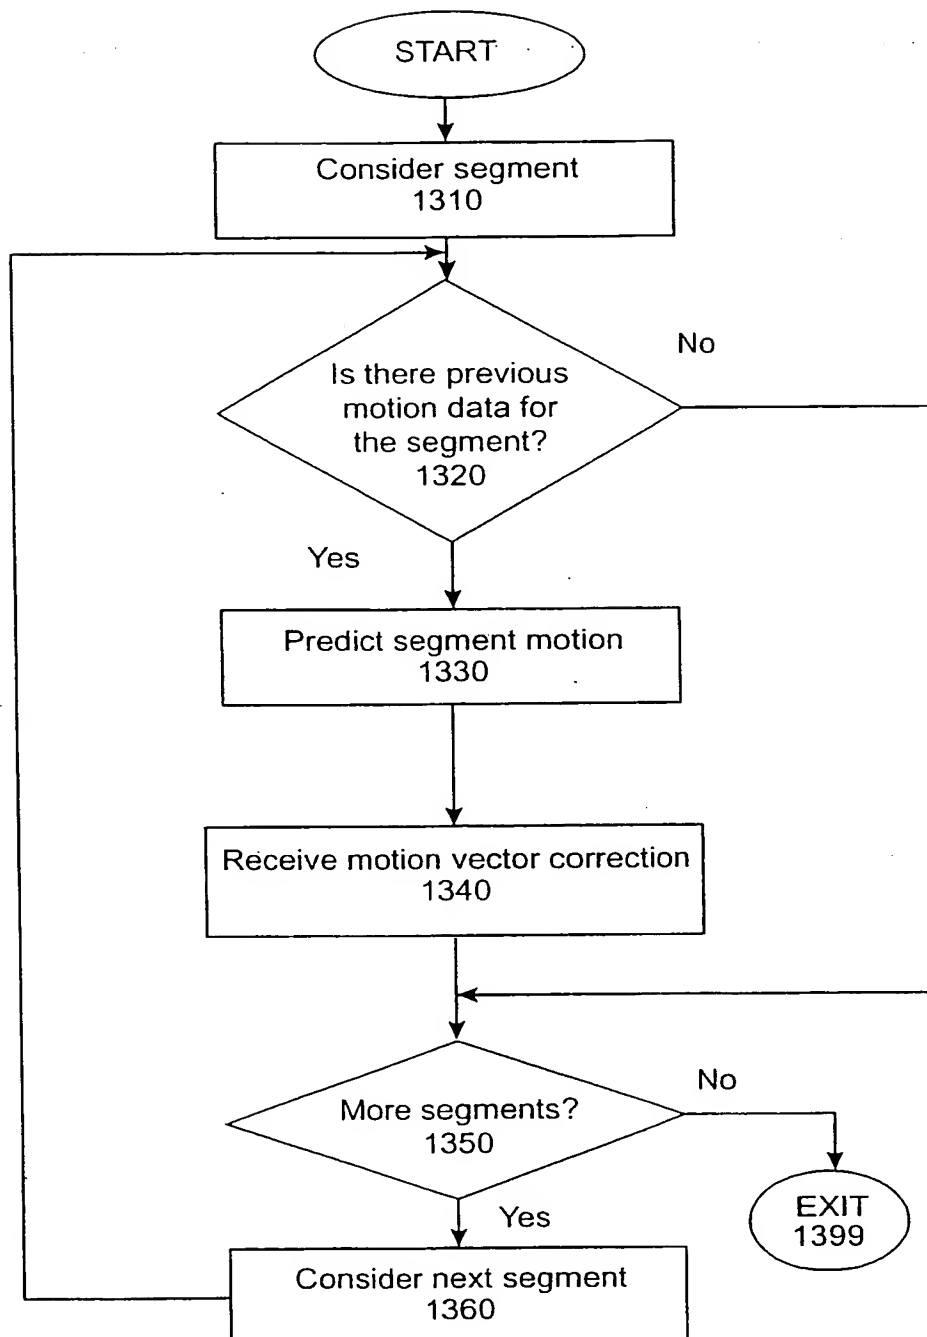 START
Consider segment
1310
No
Is there previous
motion data for
the segment?
1320
Yes
Predict segment motion
1330
Receive motion vector correction
1340
No
More segments?
1350
Yes
EXIT
1399
Consider next segment
1360